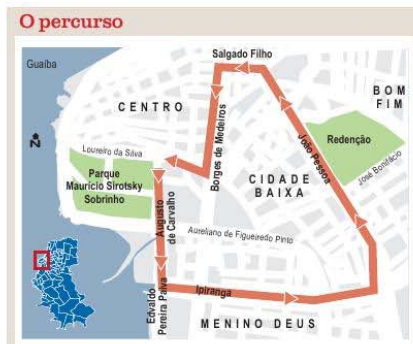 O percurso
Guaíba
Salgado Filho
BOM
FIM
CENTRO
N
Borges de Medeiros
João Pessoa
Redenção
Loureiro da Silva
José Bonifácio
Parque
Maurício Sirotsky
Sobrinho
CIDADE
BAIXA
Augusto
de Carvalho
Aureliano de Figueiredo Pinto
Edvaldo
Pereira Paiva
Ipiranga
MENINO DEUS